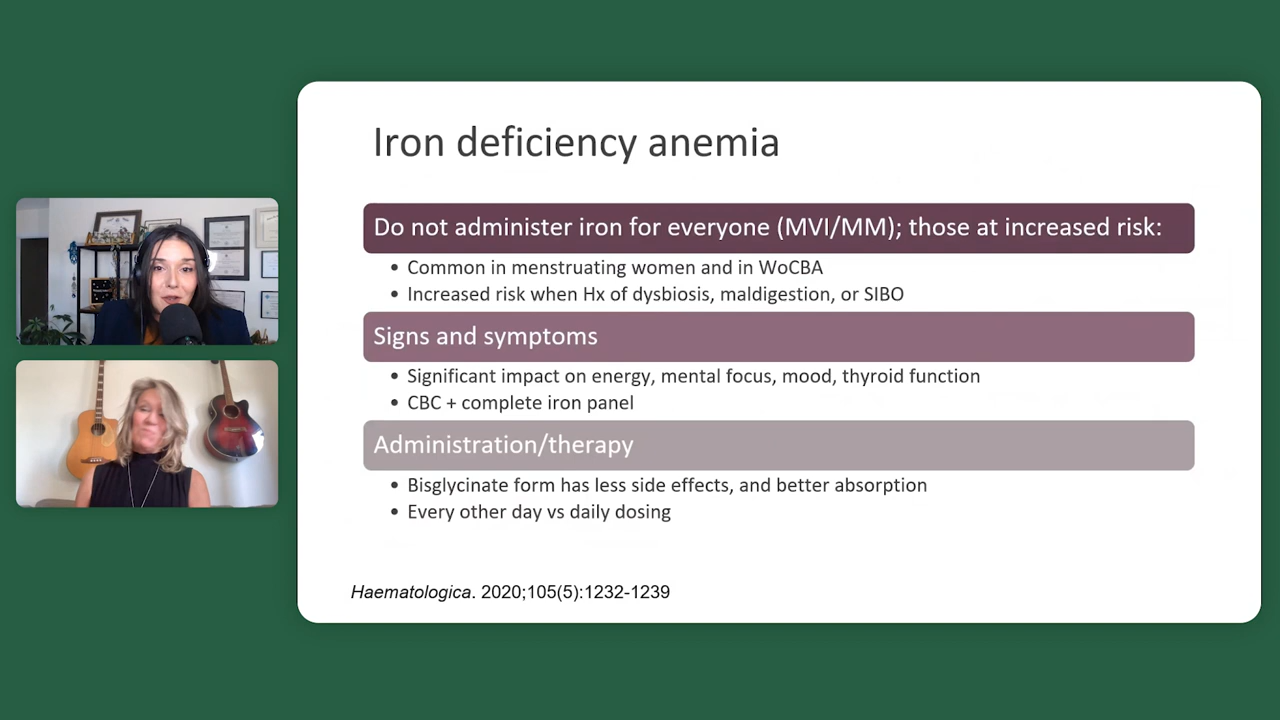 Iron deficiency anemia
Do not administer iron for everyone (MVI/MM); those at increased risk:
• Common in menstruating women and in WoCBA
• Increased risk when Hx of dysbiosis, maldigestion, or SIBO
Signs and symptoms
• Significant impact on energy, mental focus, mood, thyroid function
• CBC + complete iron panel
Administration/therapy
• Bisglycinate form has less side effects, and better absorption
• Every other day vs daily dosing
Haematologica. 2020;105(5):1232-1239